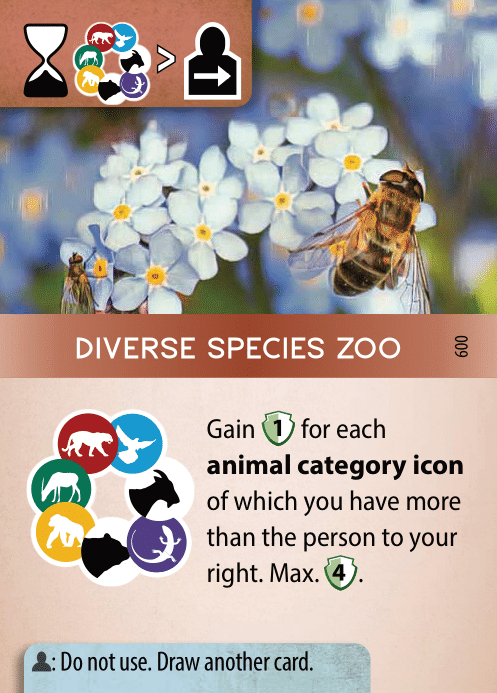 >
DIVERSE SPECIES ZOO
009
Gain 1 for each
animal category icon
of which you have more
than the person to your
right. Max. 4.
: Do not use. Draw another card.